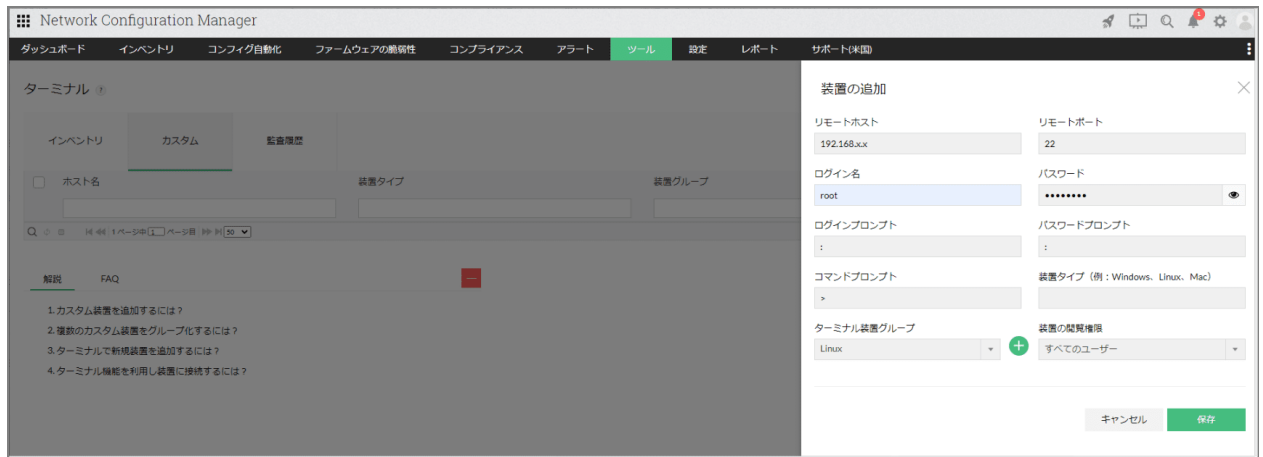 Network Configuration Manager
1
ダッシュボード インベントリ コンフィグ自動化 ファームウェアの脆弱性 コンプライアンス アラート ツール 設定 レポート サポート(米国)
ターミナル ?
インベントリ カスタム 監査履歴
ホスト名 装置タイプ 装置グループ
1 ページ中 1 ページ目 50
解説 FAQ
1. カスタム装置を追加するには？
2. 複数のカスタム装置をグループ化するには？
3. ターミナルで新規装置を追加するには？
4. ターミナル機能を利用し装置に接続するには？
装置の追加
リモートホスト リモートポート
192.168.x.x 22
ログイン名 パスワード
root ••••••••
ログインプロンプト パスワードプロンプト
: :
コマンドプロンプト 装置タイプ（例：Windows、Linux、Mac）
>
ターミナル装置グループ 装置の閲覧権限
Linux すべてのユーザー
キャンセル 保存